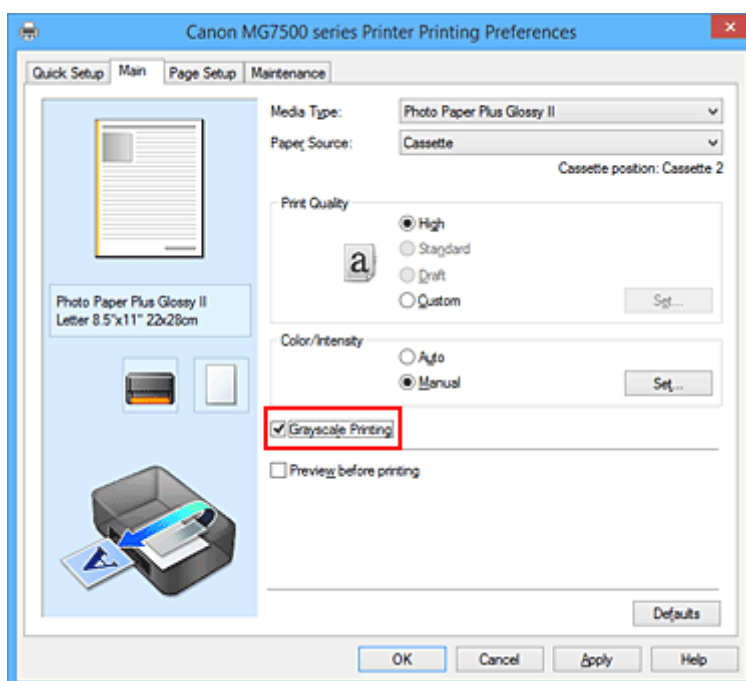 Canon MG7500 series Printer Printing Preferences
Quick Setup Main Page Setup Maintenance
Media Type: Photo Paper Plus Glossy II
Paper Source: Cassette
Cassette position: Cassette 2
Print Quality
High
a
Standard
Draft
Custom
Set...
Photo Paper Plus Glossy II
Letter 8.5"x11" 22x28cm
Color/Intensity
Auto
Manual
Set...
Grayscale Printing
Preview before printing
A
Defaults
OK Cancel Apply Help